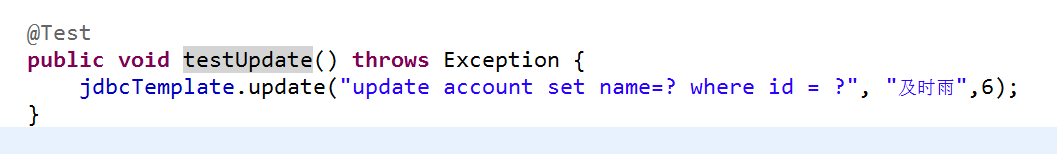 @Test
public void testUpdate() throws Exception {
jdbcTemplate.update("update account set name=? where id = ?", "及时雨",6);
}